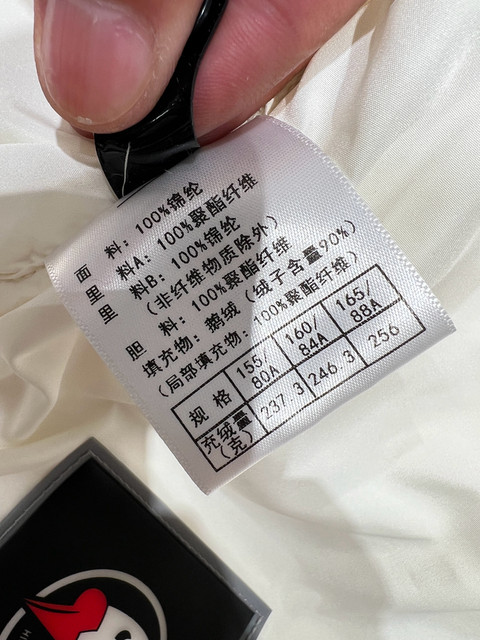 面　料：100%锦纶
里　料A：100%聚酯纤维
里　料B：100%锦纶
（非纤维物质除外）
胆　料：100%聚酯纤维
填充物：鹅绒（绒子含量90%）
（局部填充物：100%聚酯纤维）
规格 155/80A 160/84A 165/88A
充绒量（克） 237.3 246.3 256